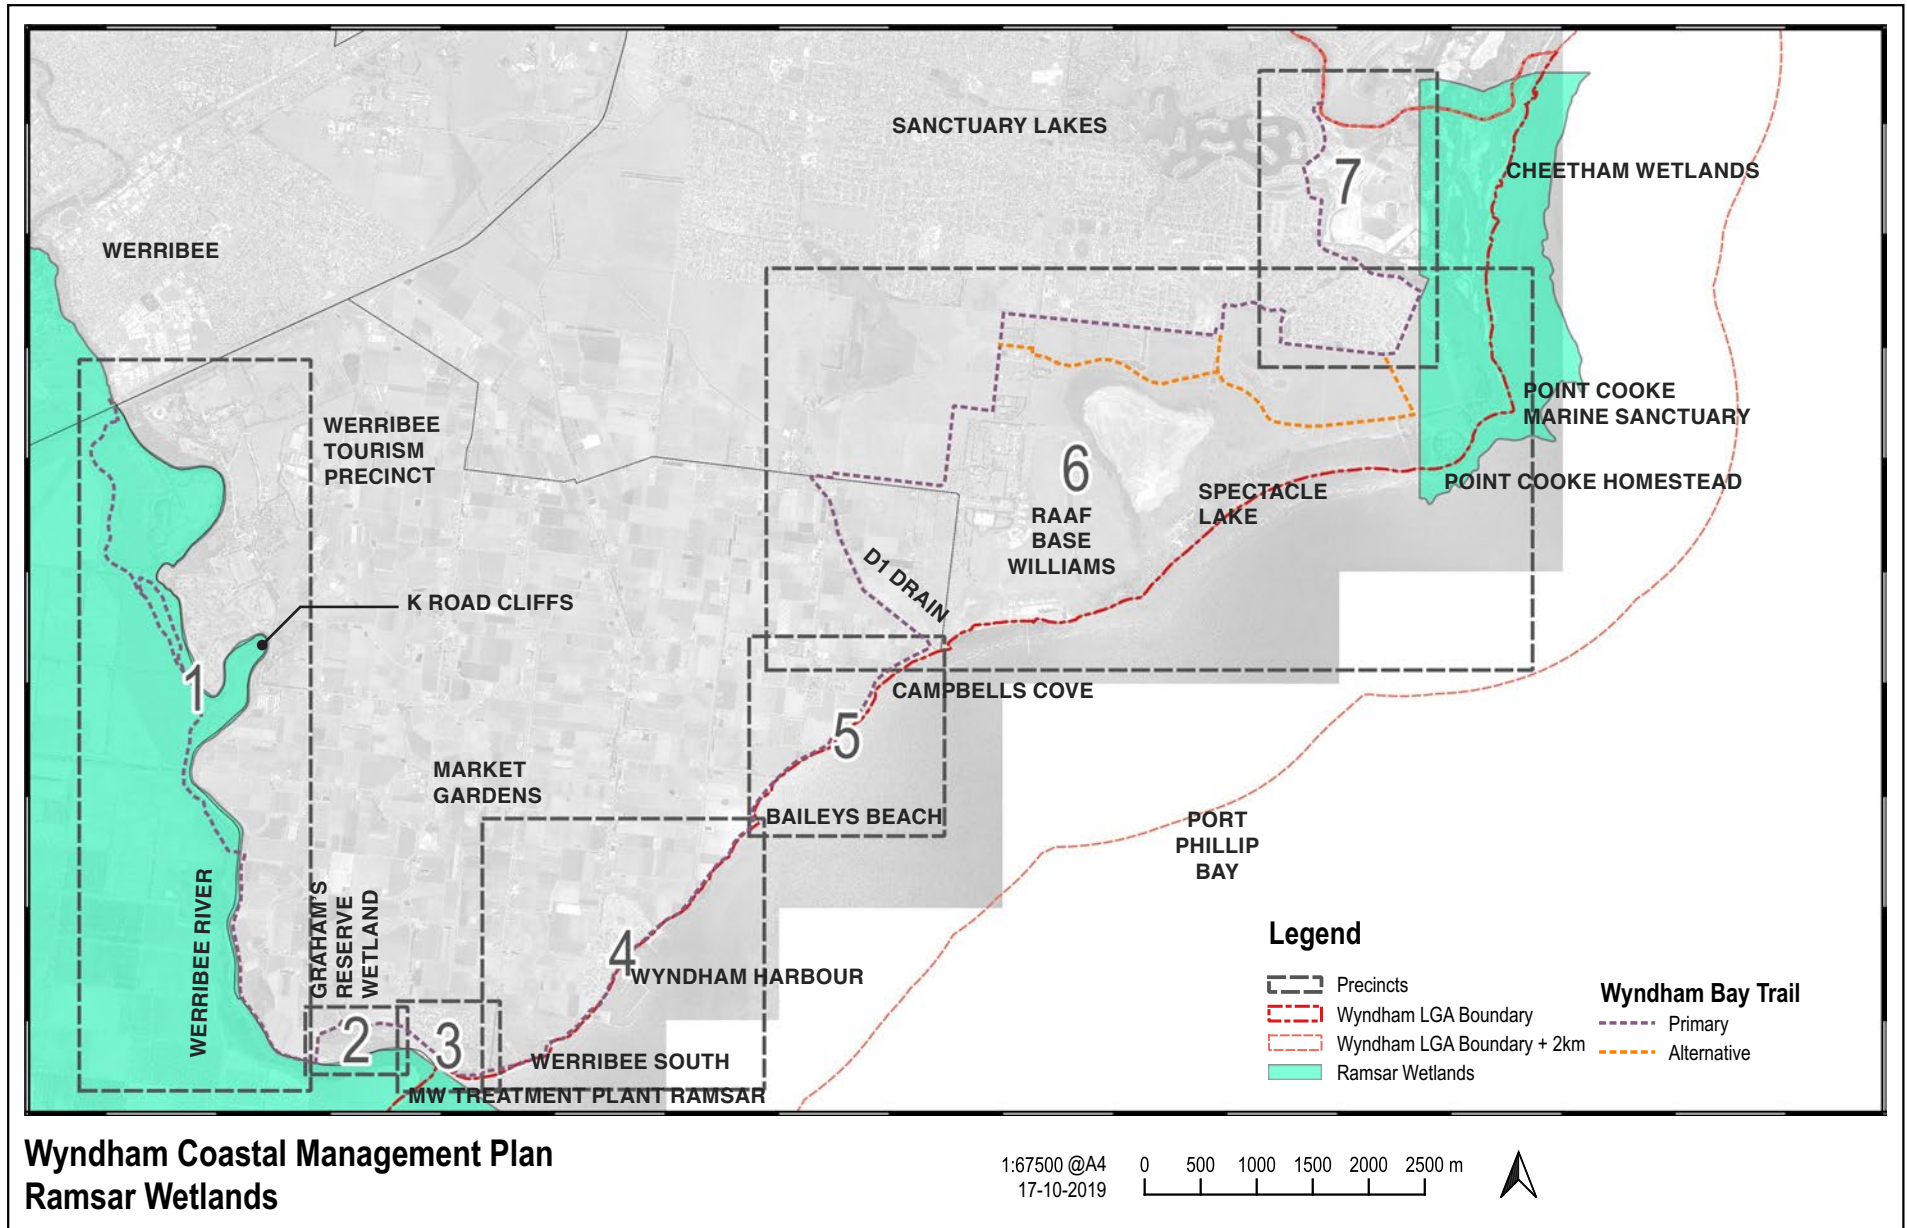 SANCTUARY LAKES
7
CHEETHAM WETLANDS
WERRIBEE
POINT COOKE
MARINE SANCTUARY
WERRIBEE
TOURISM
PRECINCT
6
POINT COOKE HOMESTEAD
SPECTACLE
LAKE
RAAF
BASE
WILLIAMS
D1 DRAIN
K ROAD CLIFFS
1
CAMPBELLS COVE
5
MARKET
GARDENS
BAILEYS BEACH
PORT
PHILLIP
BAY
WERRIBEE RIVER
GRAHAM'S
RESERVE
WETLAND
4
WYNDHAM HARBOUR
2
3
WERRIBEE SOUTH
MW TREATMENT PLANT RAMSAR
Legend
Precincts
Wyndham LGA Boundary
Wyndham LGA Boundary + 2km
Ramsar Wetlands
Wyndham Bay Trail
Primary
Alternative
Wyndham Coastal Management Plan
Ramsar Wetlands
1:67500 @A4
17-10-2019
0 500 1000 1500 2000 2500 m